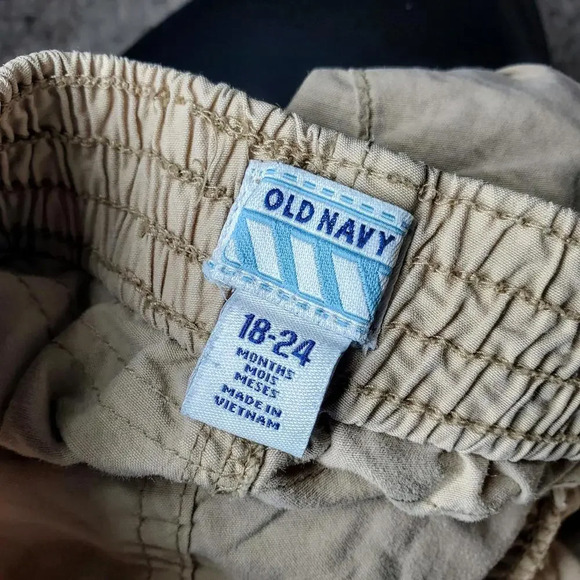 OLD NAVY
18-24
MONTHS
MOIS
MESES
MADE IN
VIETNAM